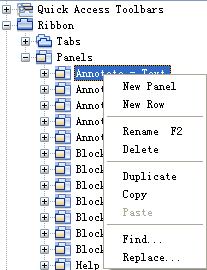 Quick Access Toolbars
Ribbon
Tabs
Panels
Annotate - Text
Annot
Annot
Annot
Annot
Block
Block
Block
Block
Block
Help
New Panel
New Row
Rename F2
Delete
Duplicate
Copy
Paste
Find...
Replace...